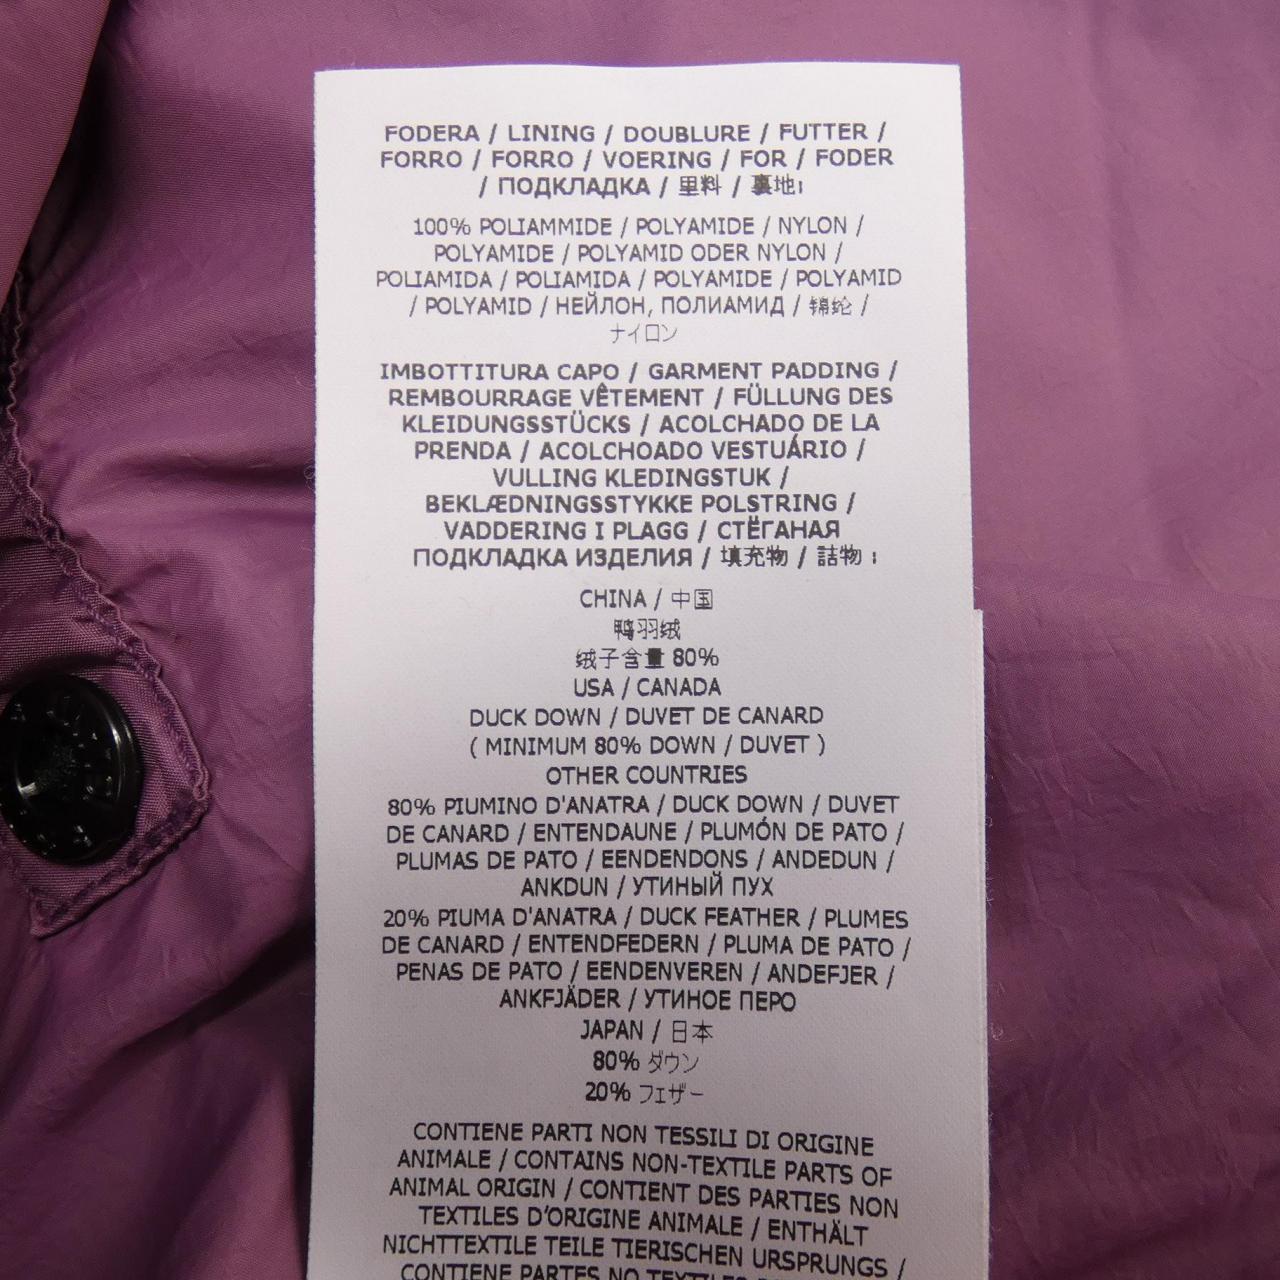 FODERA / LINING / DOUBLURE / FUTTER /
FORRO / FORRO / VOERING / FOR / FODER
/ ПОДКЛАДКА / 里料 / 裏地:
100% POLIAMMIDE / POLYAMIDE / NYLON /
POLYAMIDE / POLYAMID ODER NYLON /
POLIAMIDA / POLIAMIDA / POLYAMIDE / POLYAMID
/ POLYAMID / НЕЙЛОН, ПОЛИАМИД / 锦纶 /
ナイロン
IMBOTTITURA CAPO / GARMENT PADDING /
REMBOURRAGE VÊTEMENT / FÜLLUNG DES
KLEIDUNGSSTÜCKS / ACOLCHADO DE LA
PRENDA / ACOLCHOADO VESTUÁRIO /
VULLING KLEDINGSTUK /
BEKLÆDNINGSSTYKKE POLSTRING /
VADDERING I PLAGG / СТЁГАНАЯ
ПОДКЛАДКА ИЗДЕЛИЯ / 填充物 / 詰物:
CHINA / 中国
鸭羽绒
绒子含量 80%
USA / CANADA
DUCK DOWN / DUVET DE CANARD
( MINIMUM 80% DOWN / DUVET )
OTHER COUNTRIES
80% PIUMINO D'ANATRA / DUCK DOWN / DUVET
DE CANARD / ENTENDAUNE / PLUMÓN DE PATO /
PLUMAS DE PATO / EENDENDONS / ANDEDUN /
ANKDUN / УТИНЫЙ ПУХ
20% PIUMA D'ANATRA / DUCK FEATHER / PLUMES
DE CANARD / ENTENDFEDERN / PLUMA DE PATO /
PENAS DE PATO / EENDENVEREN / ANDEFJER /
ANKFJÄDER / УТИНОЕ ПЕРО
JAPAN / 日本
80% ダウン
20% フェザー
CONTIENE PARTI NON TESSILI DI ORIGINE
ANIMALE / CONTAINS NON-TEXTILE PARTS OF
ANIMAL ORIGIN / CONTIENT DES PARTIES NON
TEXTILES D'ORIGINE ANIMALE / ENTHÄLT
NICHTTEXTILE TEILE TIERISCHEN URSPRUNGS /
CONTIENE PARTES NO TEXTILES